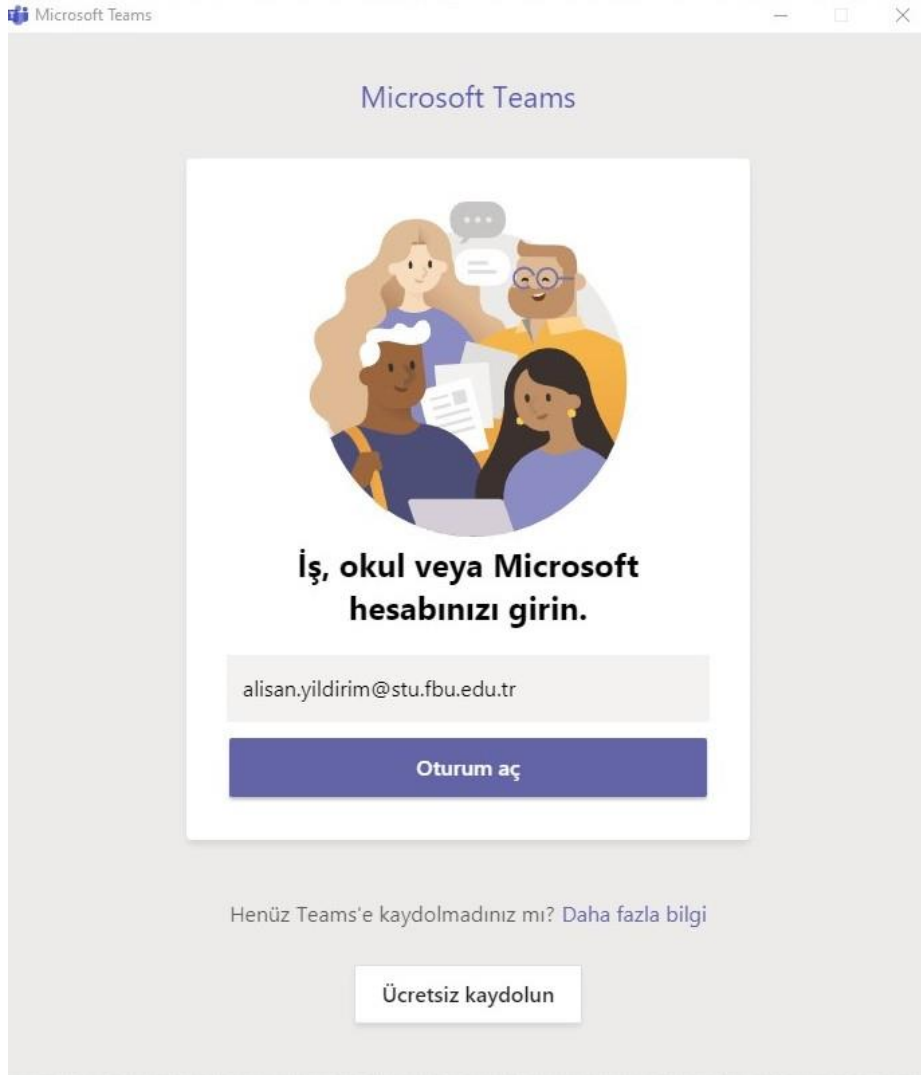 Microsoft Teams
Microsoft Teams
İş, okul veya Microsoft
hesabınızı girin.
alisan.yildirim@stu.fbu.edu.tr
Oturum aç
Henüz Teams'e kaydolmadınız mı? Daha fazla bilgi
Ücretsiz kaydolun